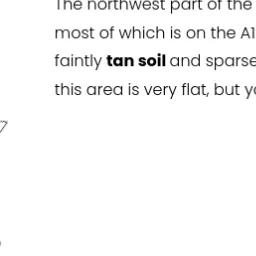 The northwest part of the
most of which is on the A1
faintly tan soil and sparse
this area is very flat, but